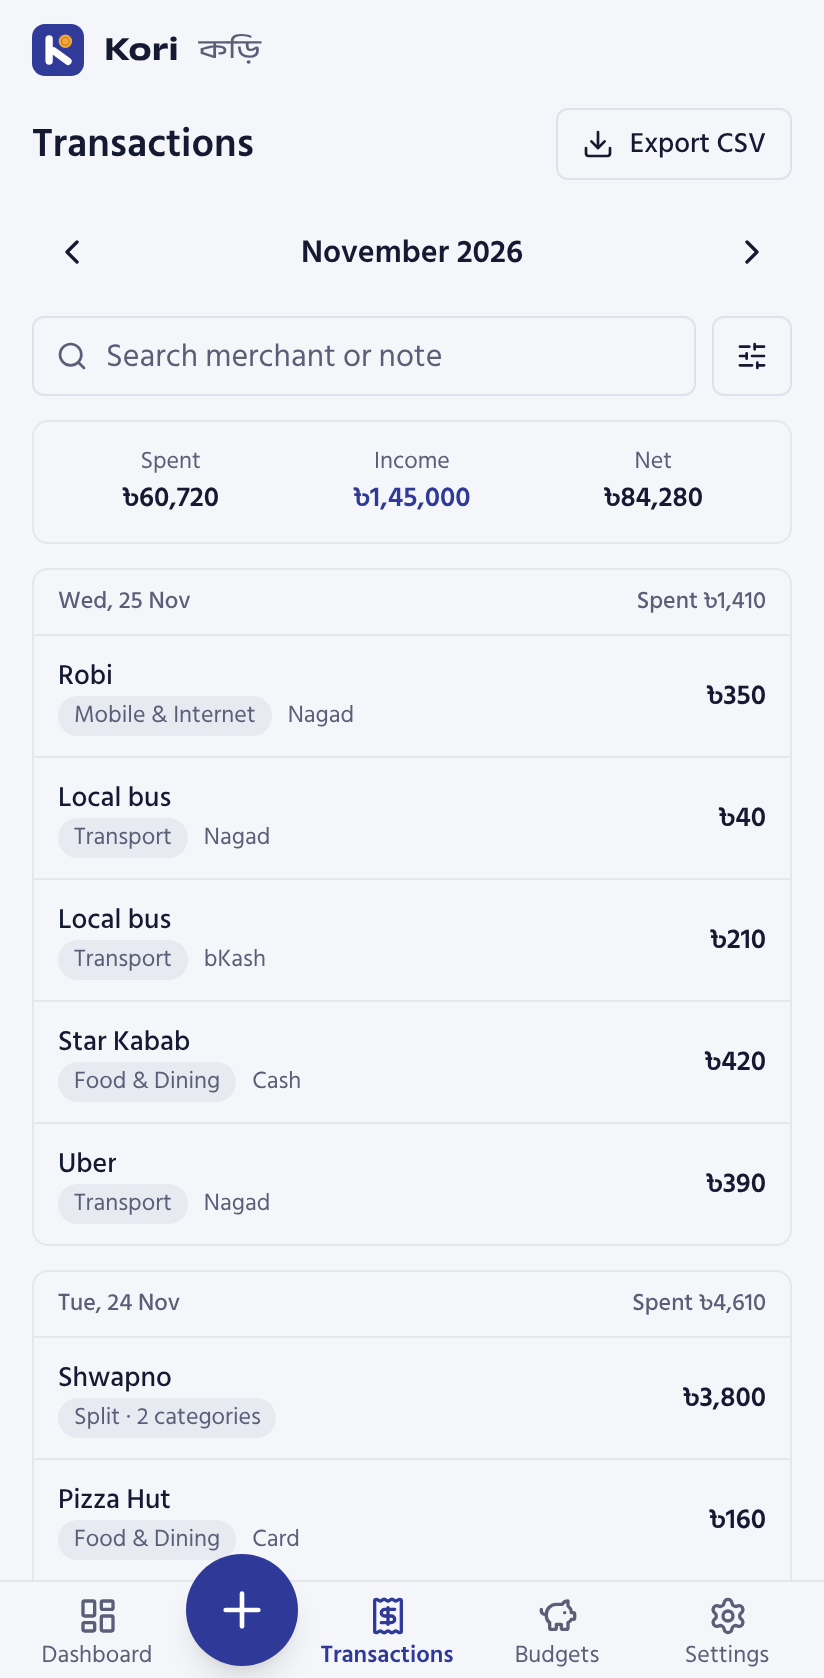 Kori কড়ি
Transactions
Export CSV
November 2026
Search merchant or note
Spent Income Net
৳60,720 ৳1,45,000 ৳84,280
Wed, 25 Nov Spent ৳1,410
Robi
Mobile & Internet Nagad
৳350
Local bus
Transport Nagad
৳40
Local bus
Transport bKash
৳210
Star Kabab
Food & Dining Cash
৳420
Uber
Transport Nagad
৳390
Tue, 24 Nov Spent ৳4,610
Shwapno
Split · 2 categories
৳3,800
Pizza Hut
Food & Dining Card
৳160
Dashboard Transactions Budgets Settings